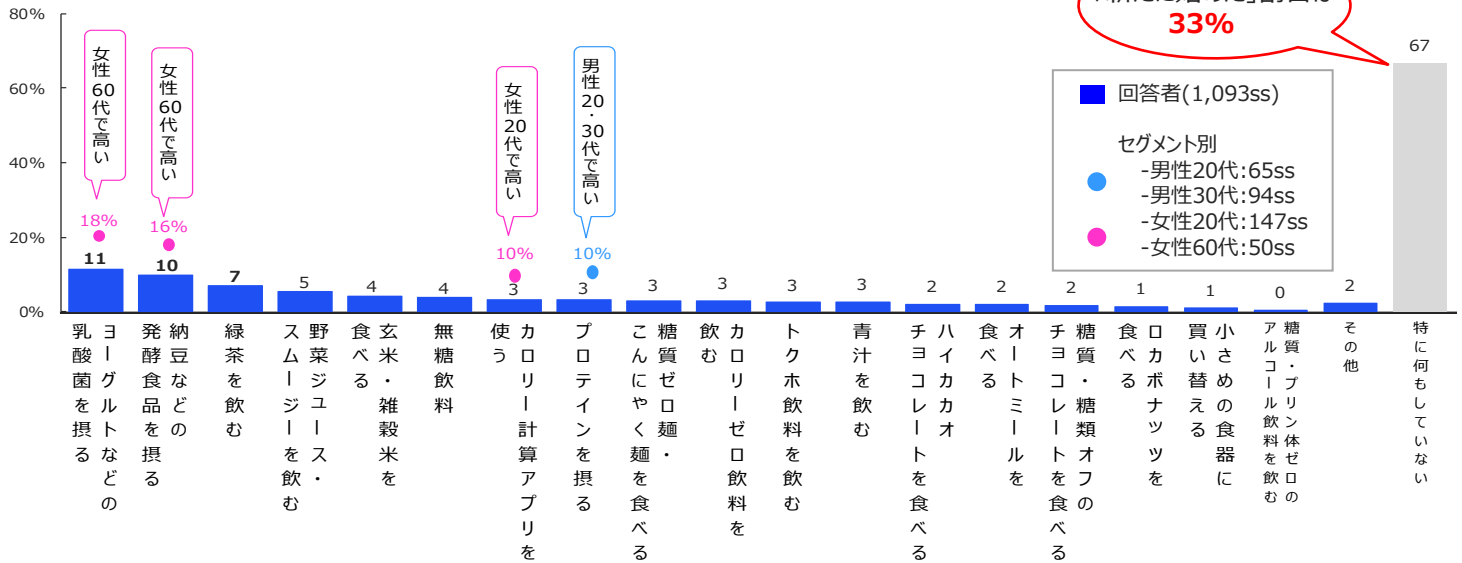 33%
80%
60%
40%
20%
0%
女性60代で高い
女性60代で高い
女性20代で高い
男性20・30代で高い
18%
16%
10%
10%
11
10
7
5
4
4
3
3
3
3
3
3
2
2
2
1
1
0
2
67
回答者(1,093ss)
セグメント別
-男性20代:65ss
-男性30代:94ss
-女性20代:147ss
-女性60代:50ss
ヨーグルトなどの
乳酸菌を摂る
納豆などの
発酵食品を摂る
緑茶を飲む
野菜ジュース・
スムージーを飲む
玄米・雑穀米を
食べる
無糖飲料
カロリー計算アプリを
使う
プロテインを摂る
糖質ゼロ麺・
こんにゃく麺を食べる
カロリーゼロ飲料を
飲む
トクホ飲料を飲む
青汁を飲む
ハイカカオ
チョコレートを食べる
オートミールを
食べる
糖質・糖類オフの
チョコレートを食べる
ロカボナッツを
食べる
小さめの食器に
買い替える
糖質・プリン体ゼロの
アルコール飲料を飲む
その他
特に何もしていない